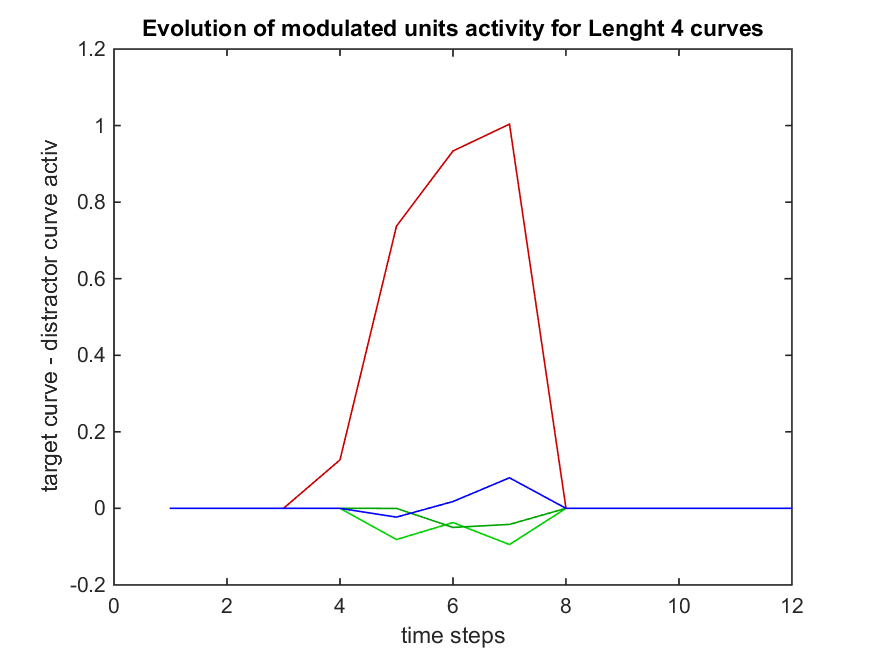 Evolution of modulated units activity for Lenght 4 curves
target curve - distractor curve activ
1.2
1
0.8
0.6
0.4
0.2
0
-0.2
0 2 4 6 8 10 12
time steps